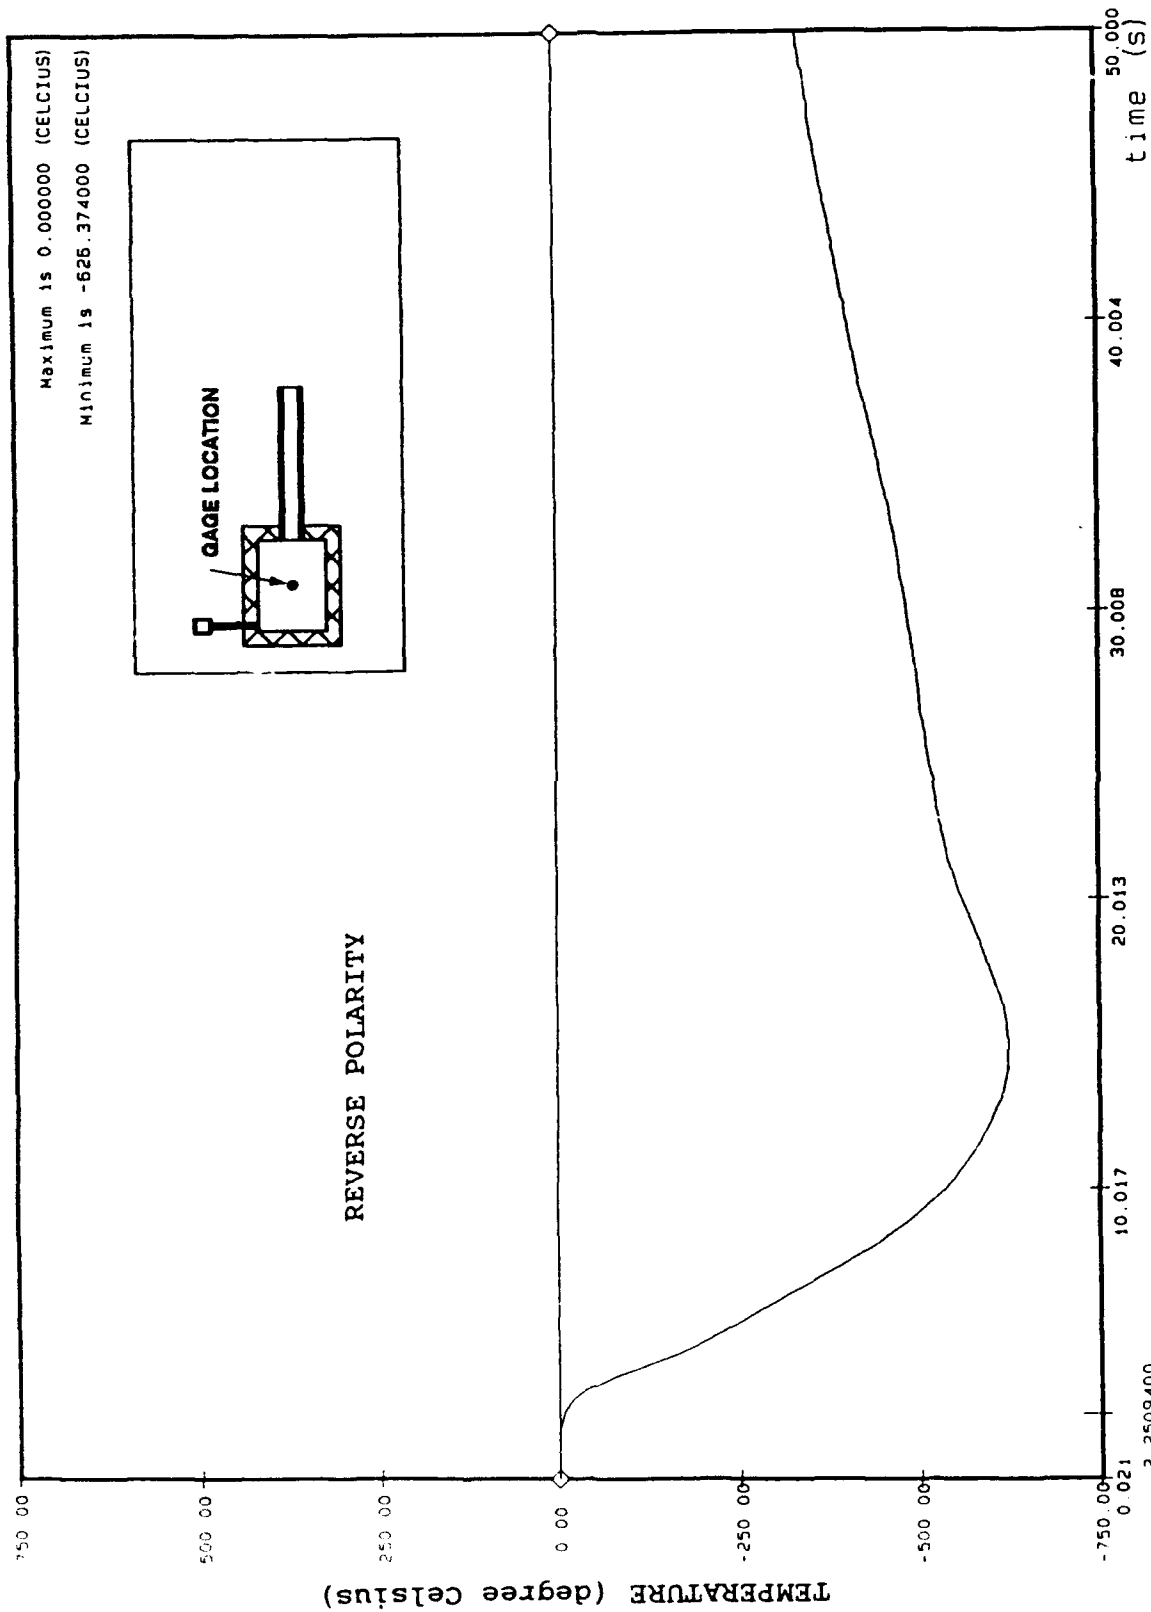 Maximum is 0.000000 (CELCIUS)
Minimum is -626.374000 (CELCIUS)
GAGE LOCATION
REVERSE POLARITY
TEMPERATURE (degree Celsius)
750 00
500 00
250 00
0 00
-250 00
-500 00
-750.00
0.021
10.017
20.013
30.008
40.004
50.000
time (s)